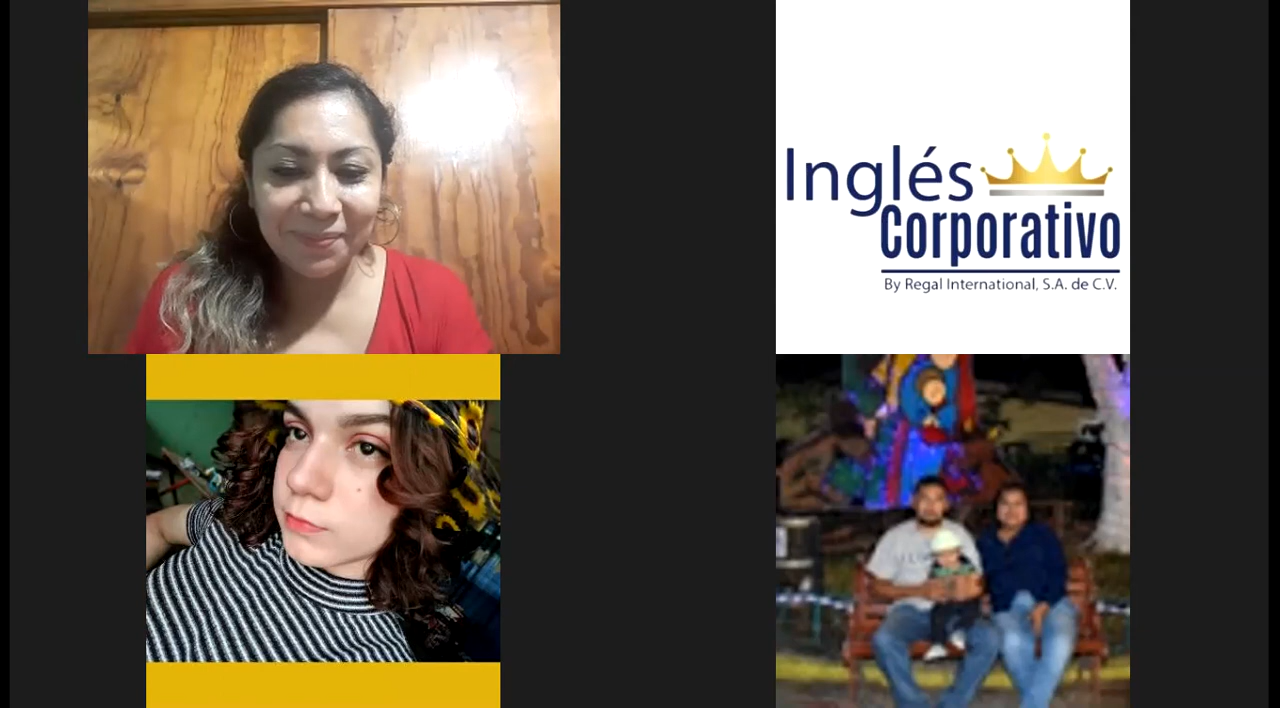 Inglés
Corporativo
By Regal International, S.A. de C.V.